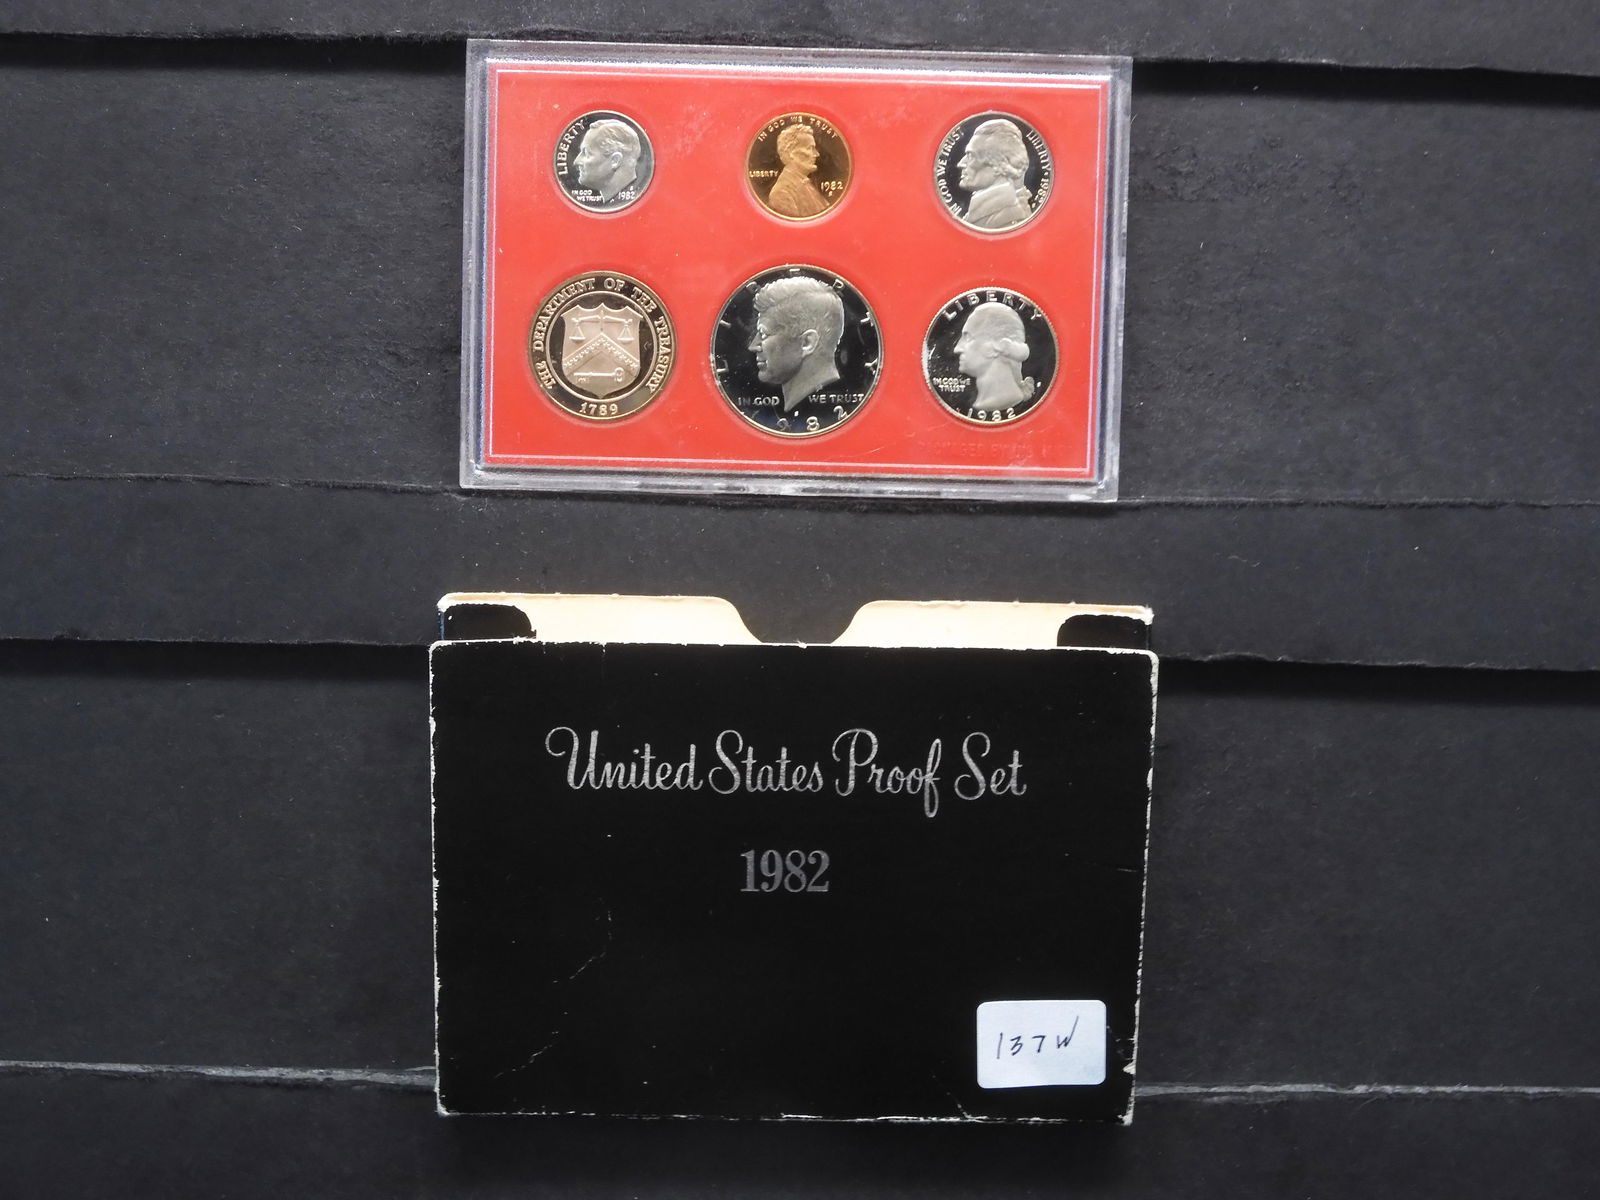 LIBERTY
IN GOD
WE TRUST
S
1982
IN GOD WE TRUST
LIBERTY
1982
S
IN GOD WE TRUST
LIBERTY • 1982 •
THE DEPARTMENT OF THE TREASURY
1789
LIBERTY
IN GOD WE TRUST
1982
LIBERTY
IN GOD WE
TRUST
1982
United States Proof Set
1982
137W